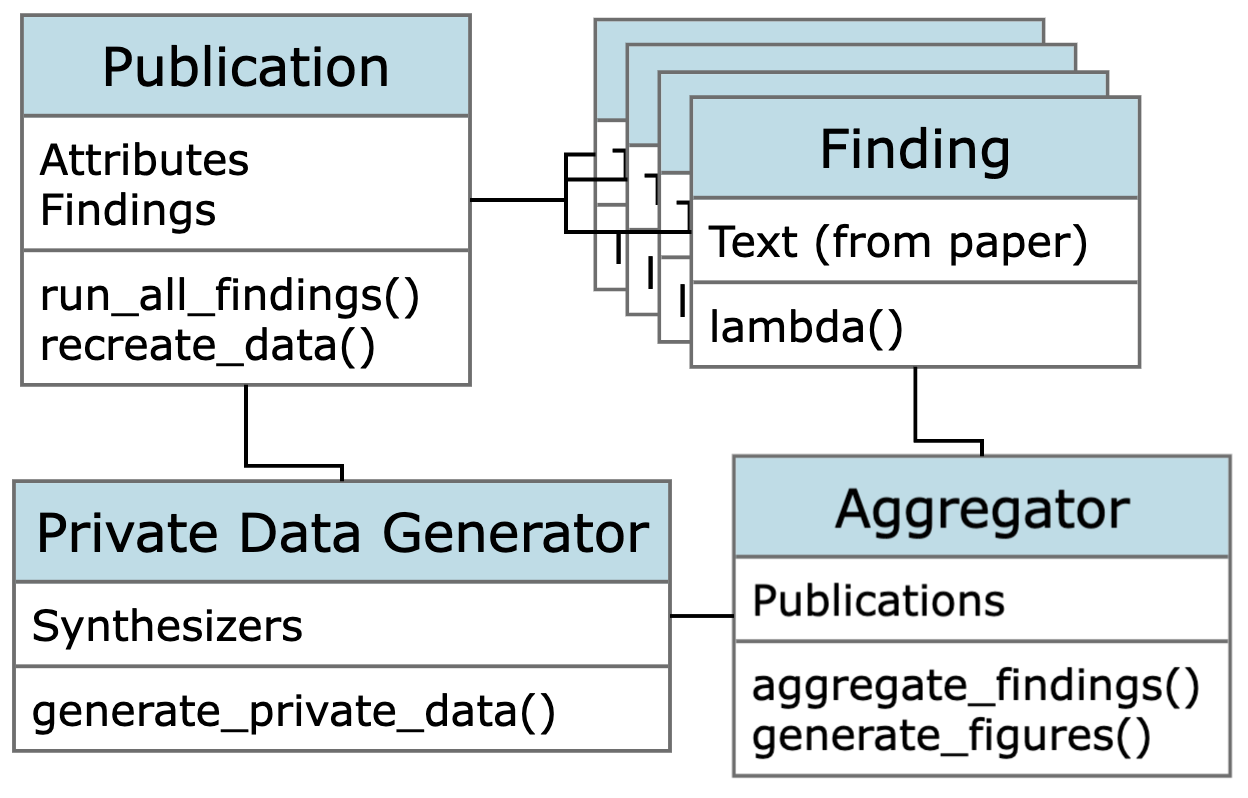 Publication
Attributes
Findings
run_all_findings()
recreate_data()
Finding
Text (from paper)
lambda()
Private Data Generator
Synthesizers
generate_private_data()
Aggregator
Publications
aggregate_findings()
generate_figures()